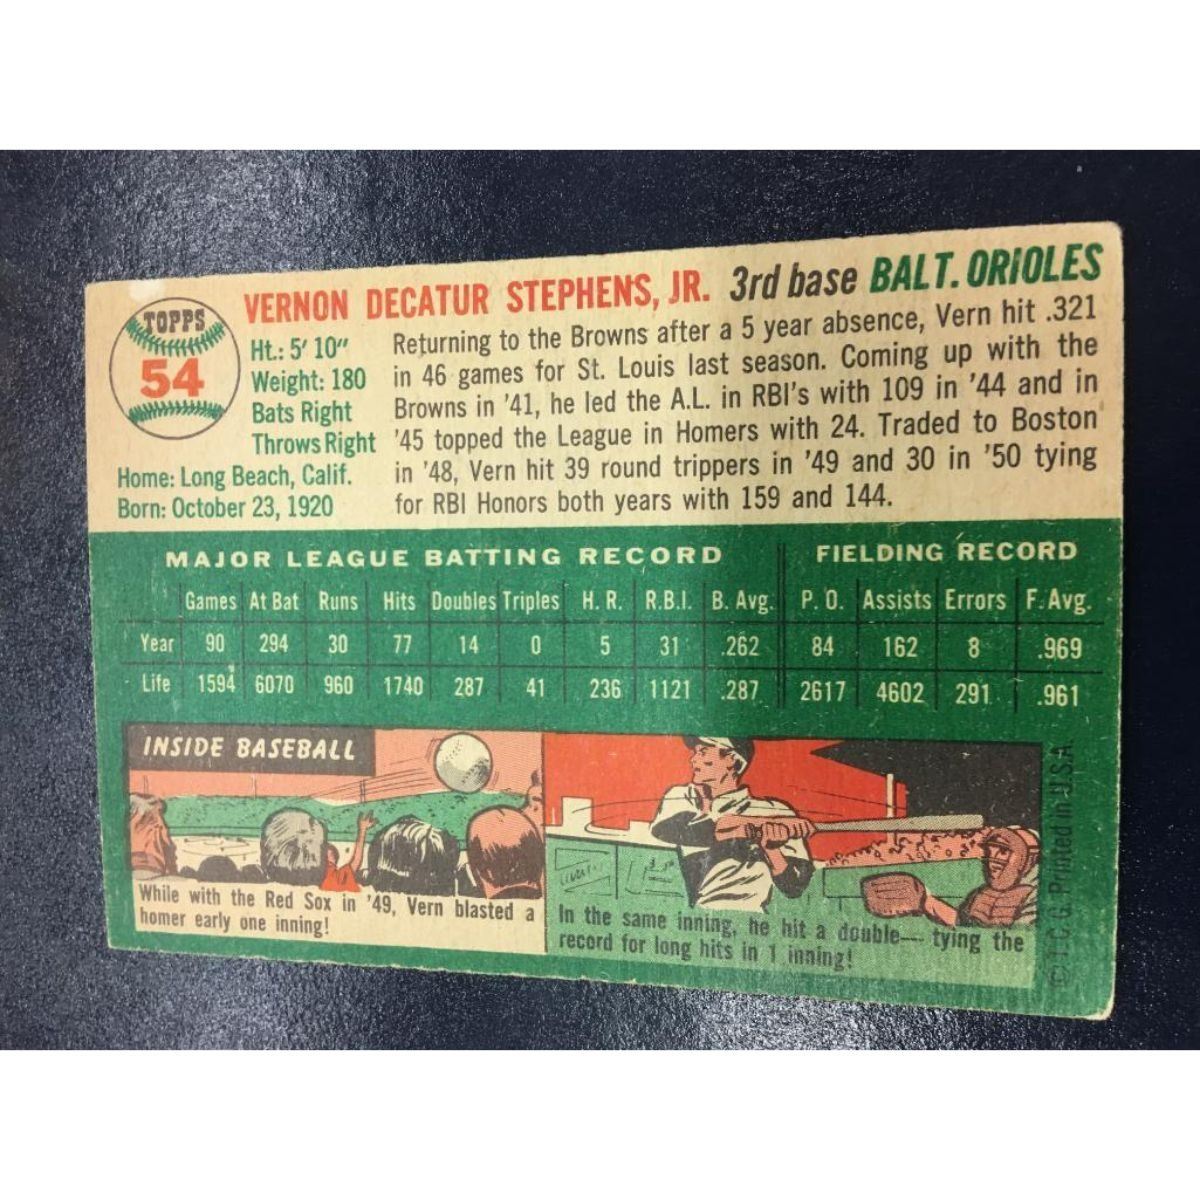 TOPPS
54
VERNON DECATUR STEPHENS, JR. 3rd base BALT. ORIOLES
Ht.: 5' 10"
Weight: 180
Bats Right
Throws Right
Home: Long Beach, Calif.
Born: October 23, 1920
Returning to the Browns after a 5 year absence, Vern hit .321
in 46 games for St. Louis last season. Coming up with the
Browns in '41, he led the A.L. in RBI's with 109 in '44 and in
'45 topped the League in Homers with 24. Traded to Boston
in '48, Vern hit 39 round trippers in '49 and 30 in '50 tying
for RBI Honors both years with 159 and 144.
MAJOR LEAGUE BATTING RECORD FIELDING RECORD
Games At Bat Runs Hits Doubles Triples H. R. R.B.I. B. Avg. P. O. Assists Errors F. Avg.
Year 90 294 30 77 14 0 5 31 .262 84 162 8 .969
Life 1594 6070 960 1740 287 41 236 1121 .287 2617 4602 291 .961
INSIDE BASEBALL
While with the Red Sox in '49, Vern blasted a
homer early one inning!
In the same inning, he hit a double— tying the
record for long hits in 1 inning!
© T.C.G. Printed in U.S.A.